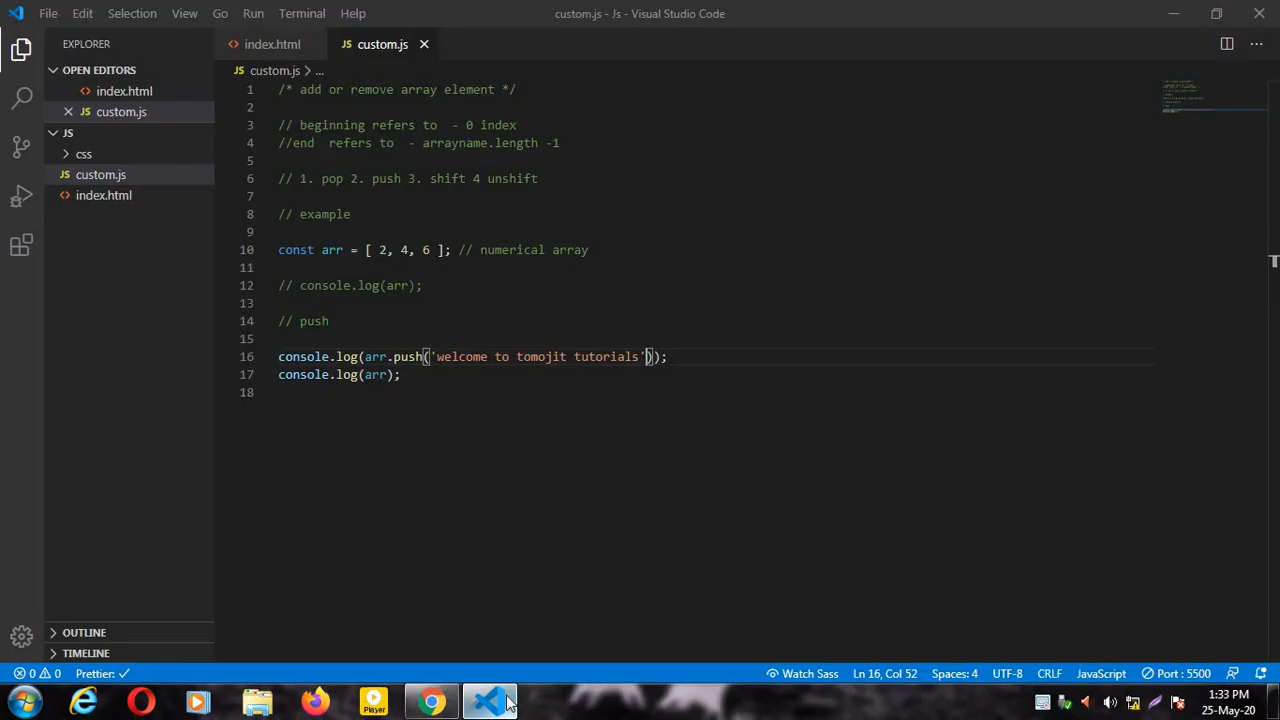 File Edit Selection View Go Run Terminal Help
custom.js - Js - Visual Studio Code
EXPLORER
OPEN EDITORS
index.html
custom.js
JS
css
custom.js
index.html
OUTLINE
TIMELINE
index.html
custom.js
custom.js > ...
1 /* add or remove array element */
2
3 // beginning refers to  - 0 index
4 //end  refers to  - arrayname.length -1
5
6 // 1. pop 2. push 3. shift 4 unshift
7
8 // example
9
10 const arr = [ 2, 4, 6 ]; // numerical array
11
12 // console.log(arr);
13
14 // push
15
16 console.log(arr.push('welcome to tomojit tutorials'));
17 console.log(arr);
18
0 0 Prettier: ✓
Watch Sass Ln 16, Col 52 Spaces: 4 UTF-8 CRLF JavaScript Port : 5500
Player
1:33 PM
25-May-20